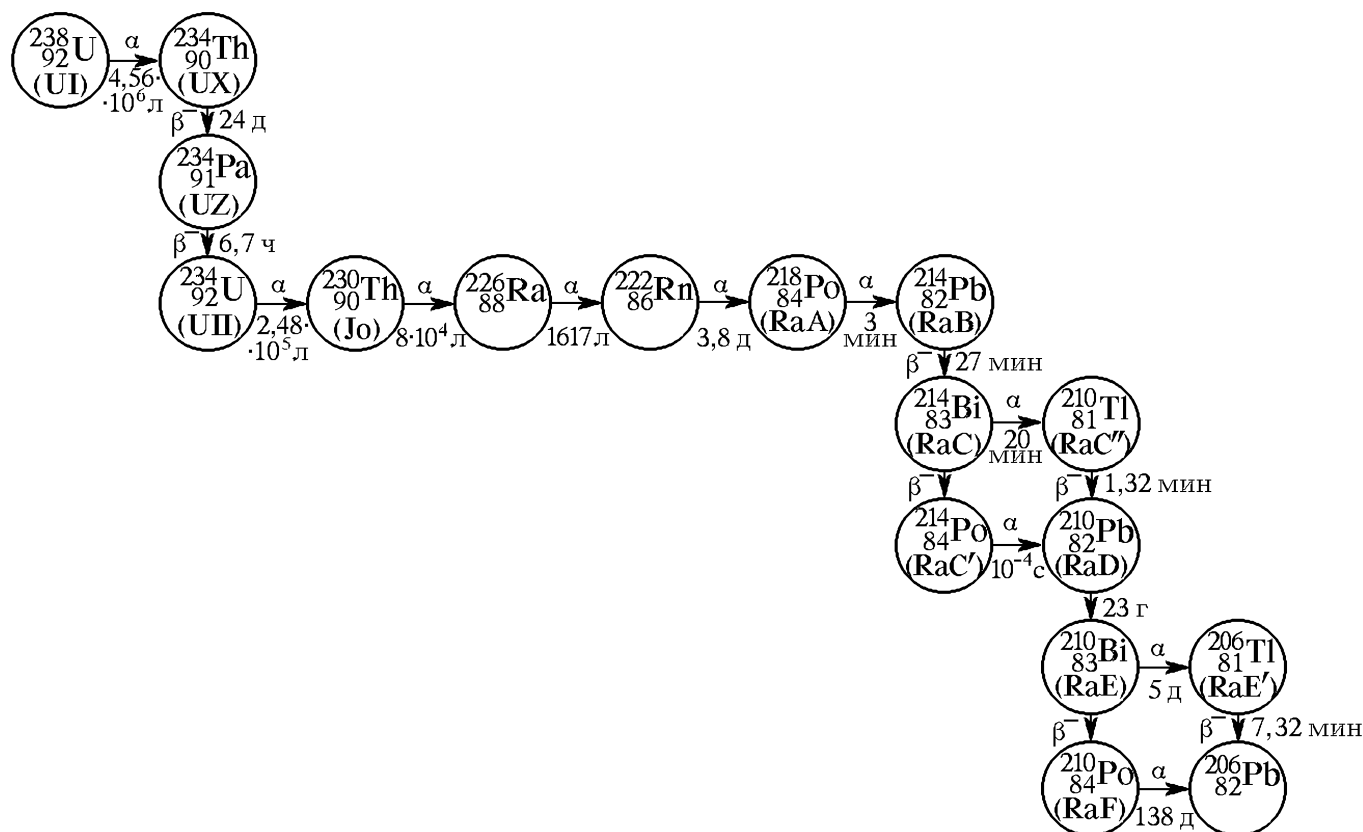 ²³⁸₉₂U α ²³⁴₉₀Th
(UI) 4,56· (UX)
·10⁶л
β⁻ 24 д
²³⁴₉₁Pa
(UZ)
β⁻ 6,7 ч
²³⁴₉₂U α ²³⁰₉₀Th α ²²⁶₈₈Ra α ²²²₈₆Rn α ²¹⁸₈₄Po α ²¹⁴₈₂Pb
(UII) 2,48· (Jo) 8·10⁴л 1617л 3,8 д (RaA) 3 (RaB)
·10⁵л мин
β⁻ 27 мин
²¹⁴₈₃Bi α ²¹⁰₈₁Tl
(RaC) 20 (RaC″)
мин
β⁻ β⁻ 1,32 мин
²¹⁴₈₄Po α ²¹⁰₈₂Pb
(RaC′) 10⁻⁴с (RaD)
23 г
²¹⁰₈₃Bi α ²⁰⁶₈₁Tl
(RaE) 5 д (RaE′)
β⁻ β⁻ 7,32 мин
²¹⁰₈₄Po α ²⁰⁶₈₂Pb
(RaF) 138 д